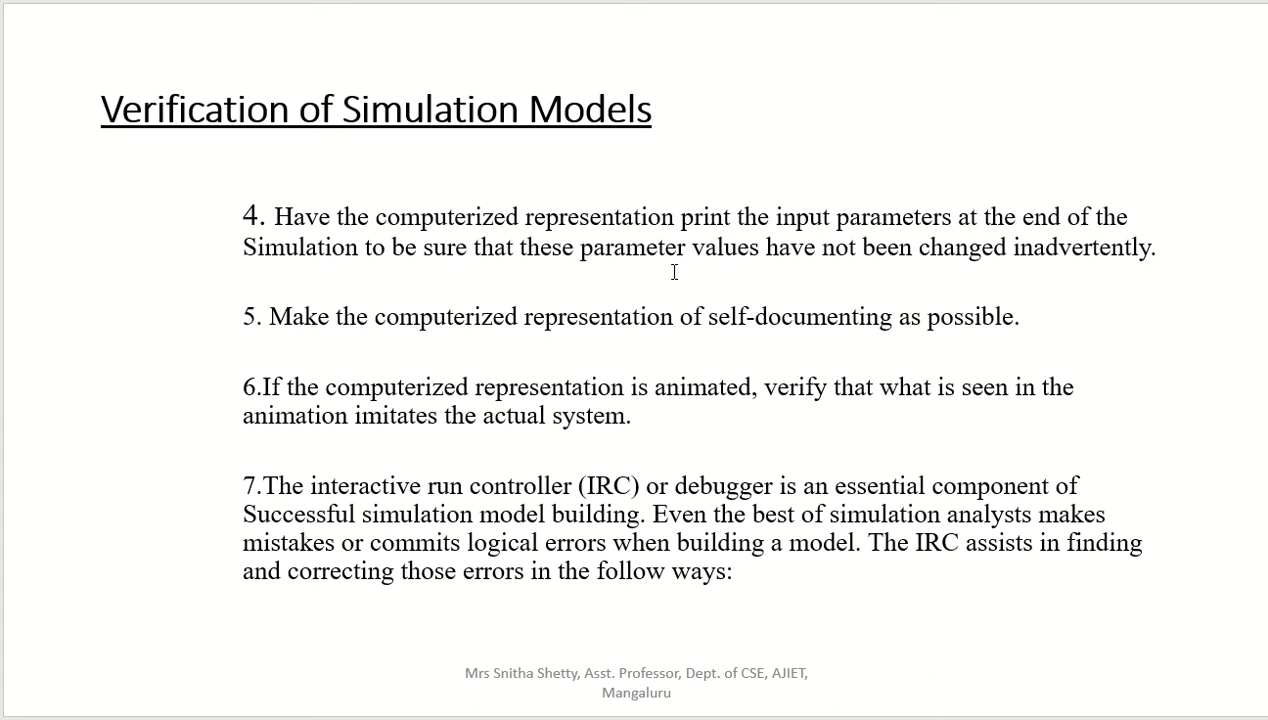 Verification of Simulation Models
4. Have the computerized representation print the input parameters at the end of the
Simulation to be sure that these parameter values have not been changed inadvertently.
5. Make the computerized representation of self-documenting as possible.
6.If the computerized representation is animated, verify that what is seen in the
animation imitates the actual system.
7.The interactive run controller (IRC) or debugger is an essential component of
Successful simulation model building. Even the best of simulation analysts makes
mistakes or commits logical errors when building a model. The IRC assists in finding
and correcting those errors in the follow ways:
Mrs Snitha Shetty, Asst. Professor, Dept. of CSE, AJIET,
Mangaluru